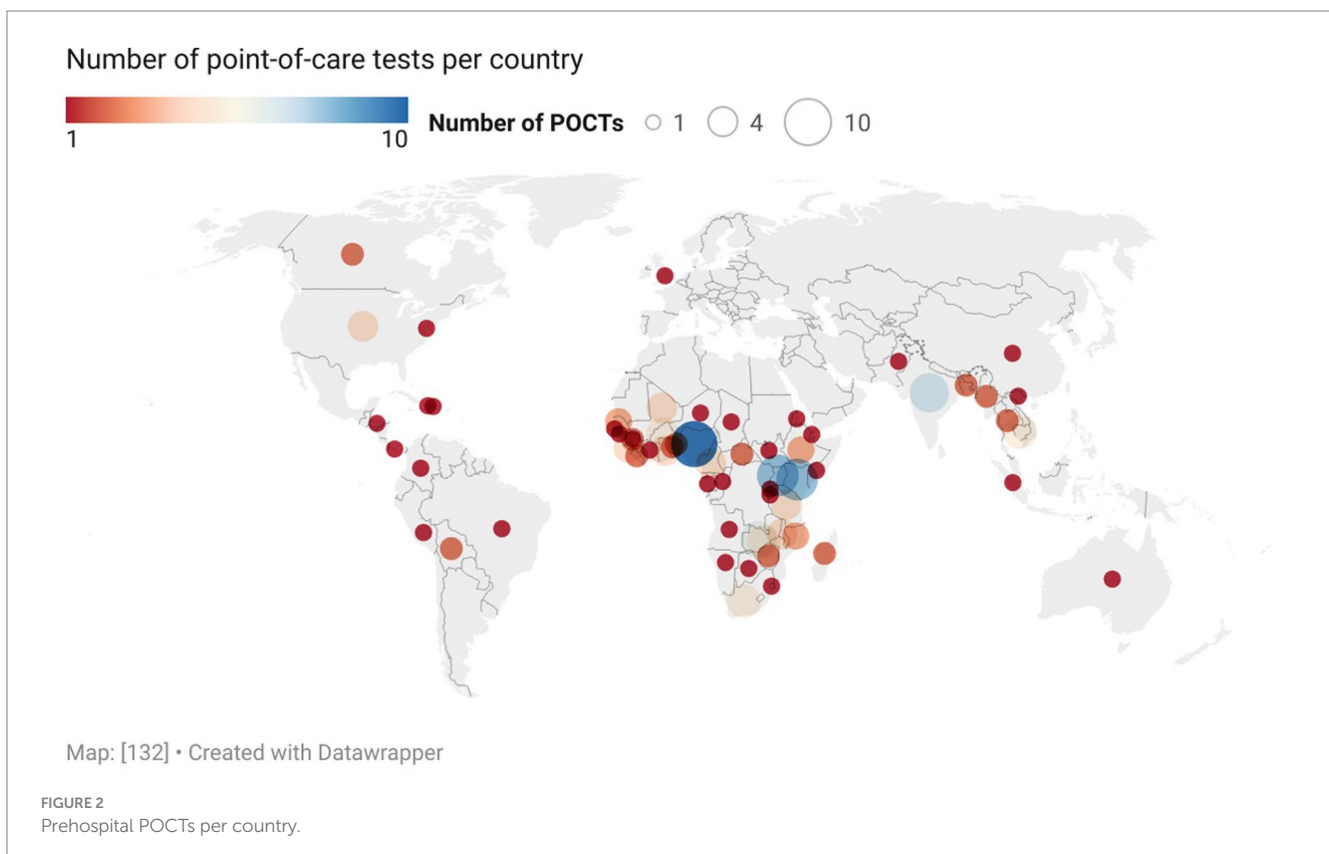 Number of point-of-care tests per country
1 10 Number of POCTs 1 4 10
Map: [132] • Created with Datawrapper
FIGURE 2
Prehospital POCTs per country.